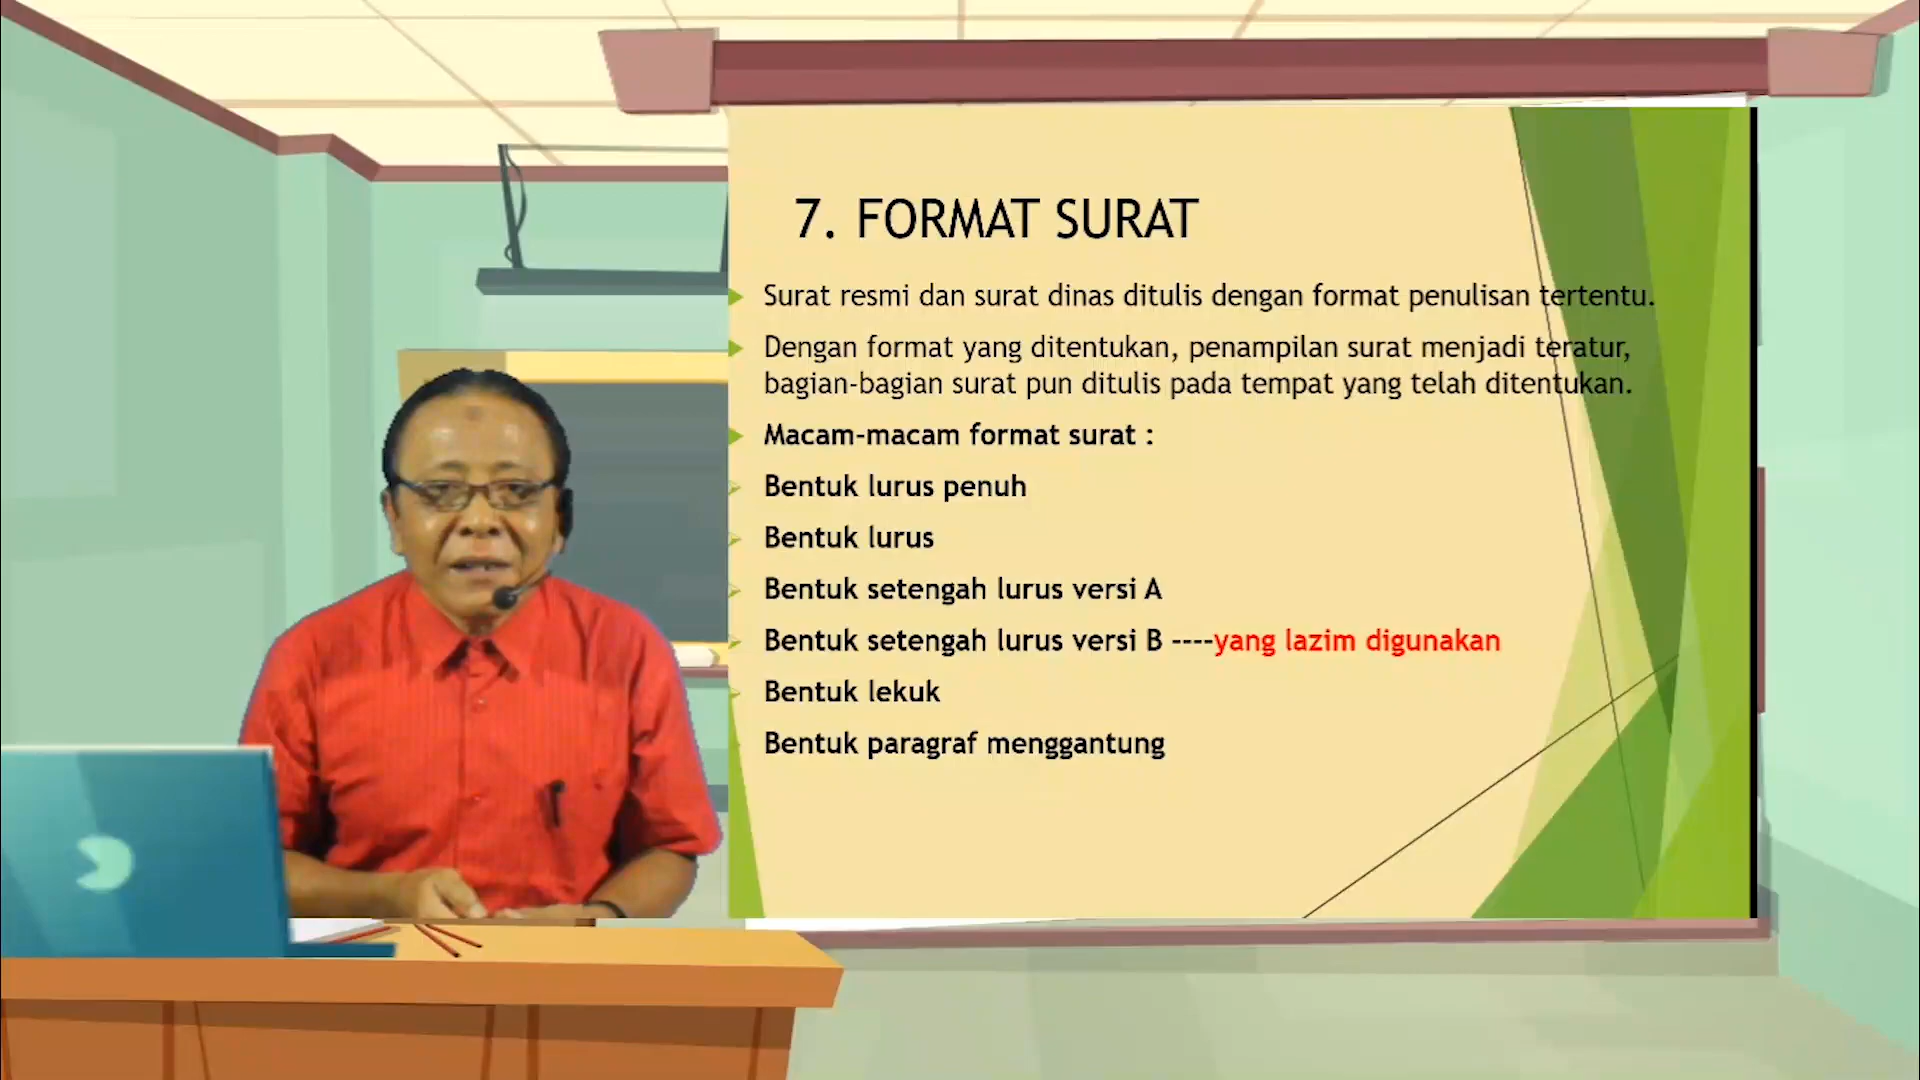 7. FORMAT SURAT
Surat resmi dan surat dinas ditulis dengan format penulisan tertentu.
Dengan format yang ditentukan, penampilan surat menjadi teratur,
bagian-bagian surat pun ditulis pada tempat yang telah ditentukan.
Macam-macam format surat :
Bentuk lurus penuh
Bentuk lurus
Bentuk setengah lurus versi A
Bentuk setengah lurus versi B ----yang lazim digunakan
Bentuk lekuk
Bentuk paragraf menggantung